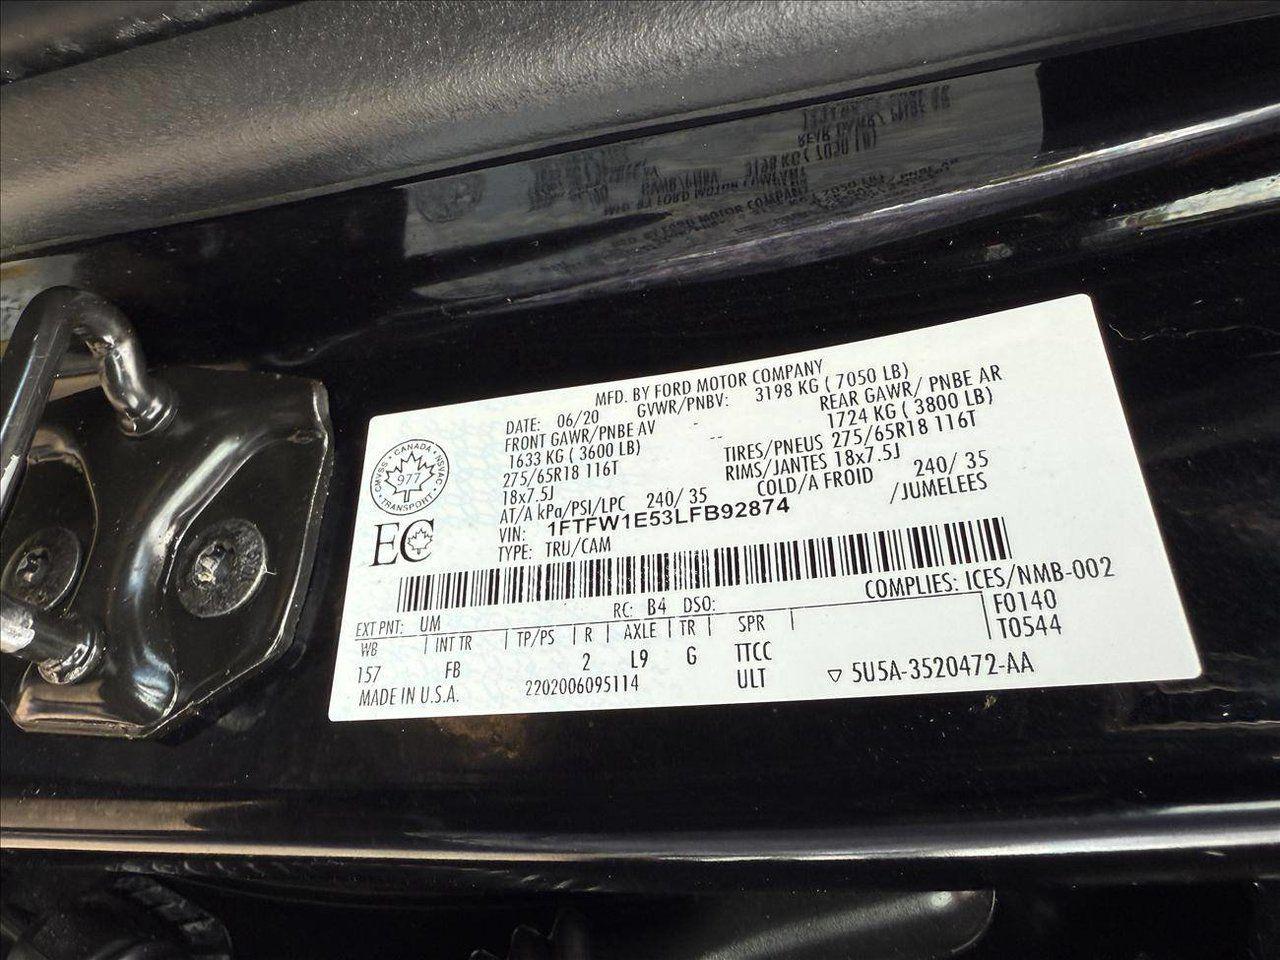 MFD. BY FORD MOTOR COMPANY
DATE: 06/20 GVWR/PNBV: 3198 KG ( 7050 LB)
FRONT GAWR/PNBE AV REAR GAWR/ PNBE AR
1633 KG ( 3600 LB) 1724 KG ( 3800 LB)
275/65R18 116T TIRES/PNEUS 275/65R18 116T
18x7.5J RIMS/JANTES 18x7.5J
AT/A kPa/PSI/LPC 240/ 35 COLD/A FROID 240/ 35
VIN: 1FTFW1E53LFB92874 /JUMELEES
TYPE: TRU/CAM
CMVSS • CANADA • NSVAC • TRANSPORT •
977
EC
COMPLIES: ICES/NMB-002
RC: B4 DSO:
EXT PNT: UM F0140
WB INT TR TP/PS R AXLE TR SPR T0544
157 FB 2 L9 G TTCC
MADE IN U.S.A. 2202006095114 ULT ▽ 5U5A-3520472-AA